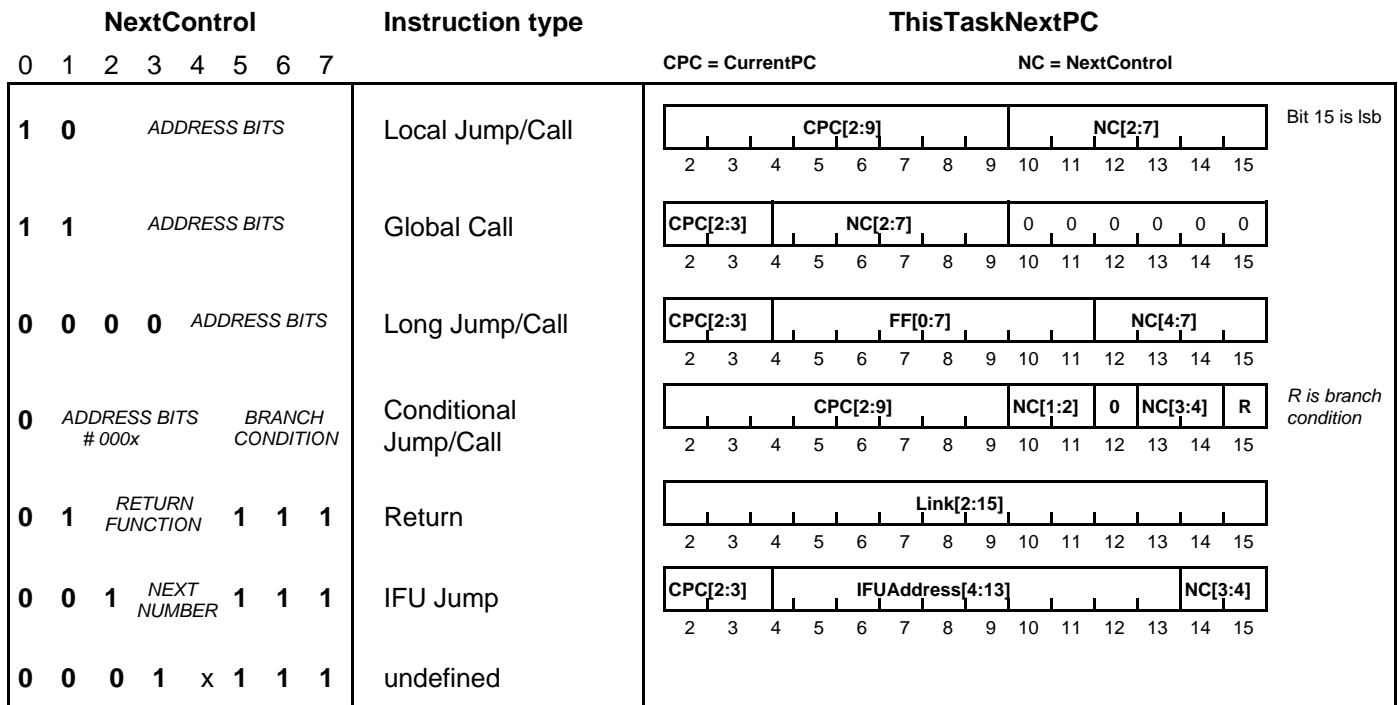 NextControl Instruction type ThisTaskNextPC
0 1 2 3 4 5 6 7 CPC = CurrentPC NC = NextControl
1 0 ADDRESS BITS Local Jump/Call CPC[2:9] NC[2:7] Bit 15 is lsb
2 3 4 5 6 7 8 9 10 11 12 13 14 15
1 1 ADDRESS BITS Global Call CPC[2:3] NC[2:7] 0 0 0 0 0 0
2 3 4 5 6 7 8 9 10 11 12 13 14 15
0 0 0 0 ADDRESS BITS Long Jump/Call CPC[2:3] FF[0:7] NC[4:7]
2 3 4 5 6 7 8 9 10 11 12 13 14 15
0 ADDRESS BITS BRANCH Conditional CPC[2:9] NC[1:2] 0 NC[3:4] R R is branch
# 000x CONDITION Jump/Call condition
2 3 4 5 6 7 8 9 10 11 12 13 14 15
0 1 RETURN FUNCTION 1 1 1 Return Link[2:15]
2 3 4 5 6 7 8 9 10 11 12 13 14 15
0 0 1 NEXT NUMBER 1 1 1 IFU Jump CPC[2:3] IFUAddress[4:13] NC[3:4]
2 3 4 5 6 7 8 9 10 11 12 13 14 15
0 0 0 1 x 1 1 1 undefined